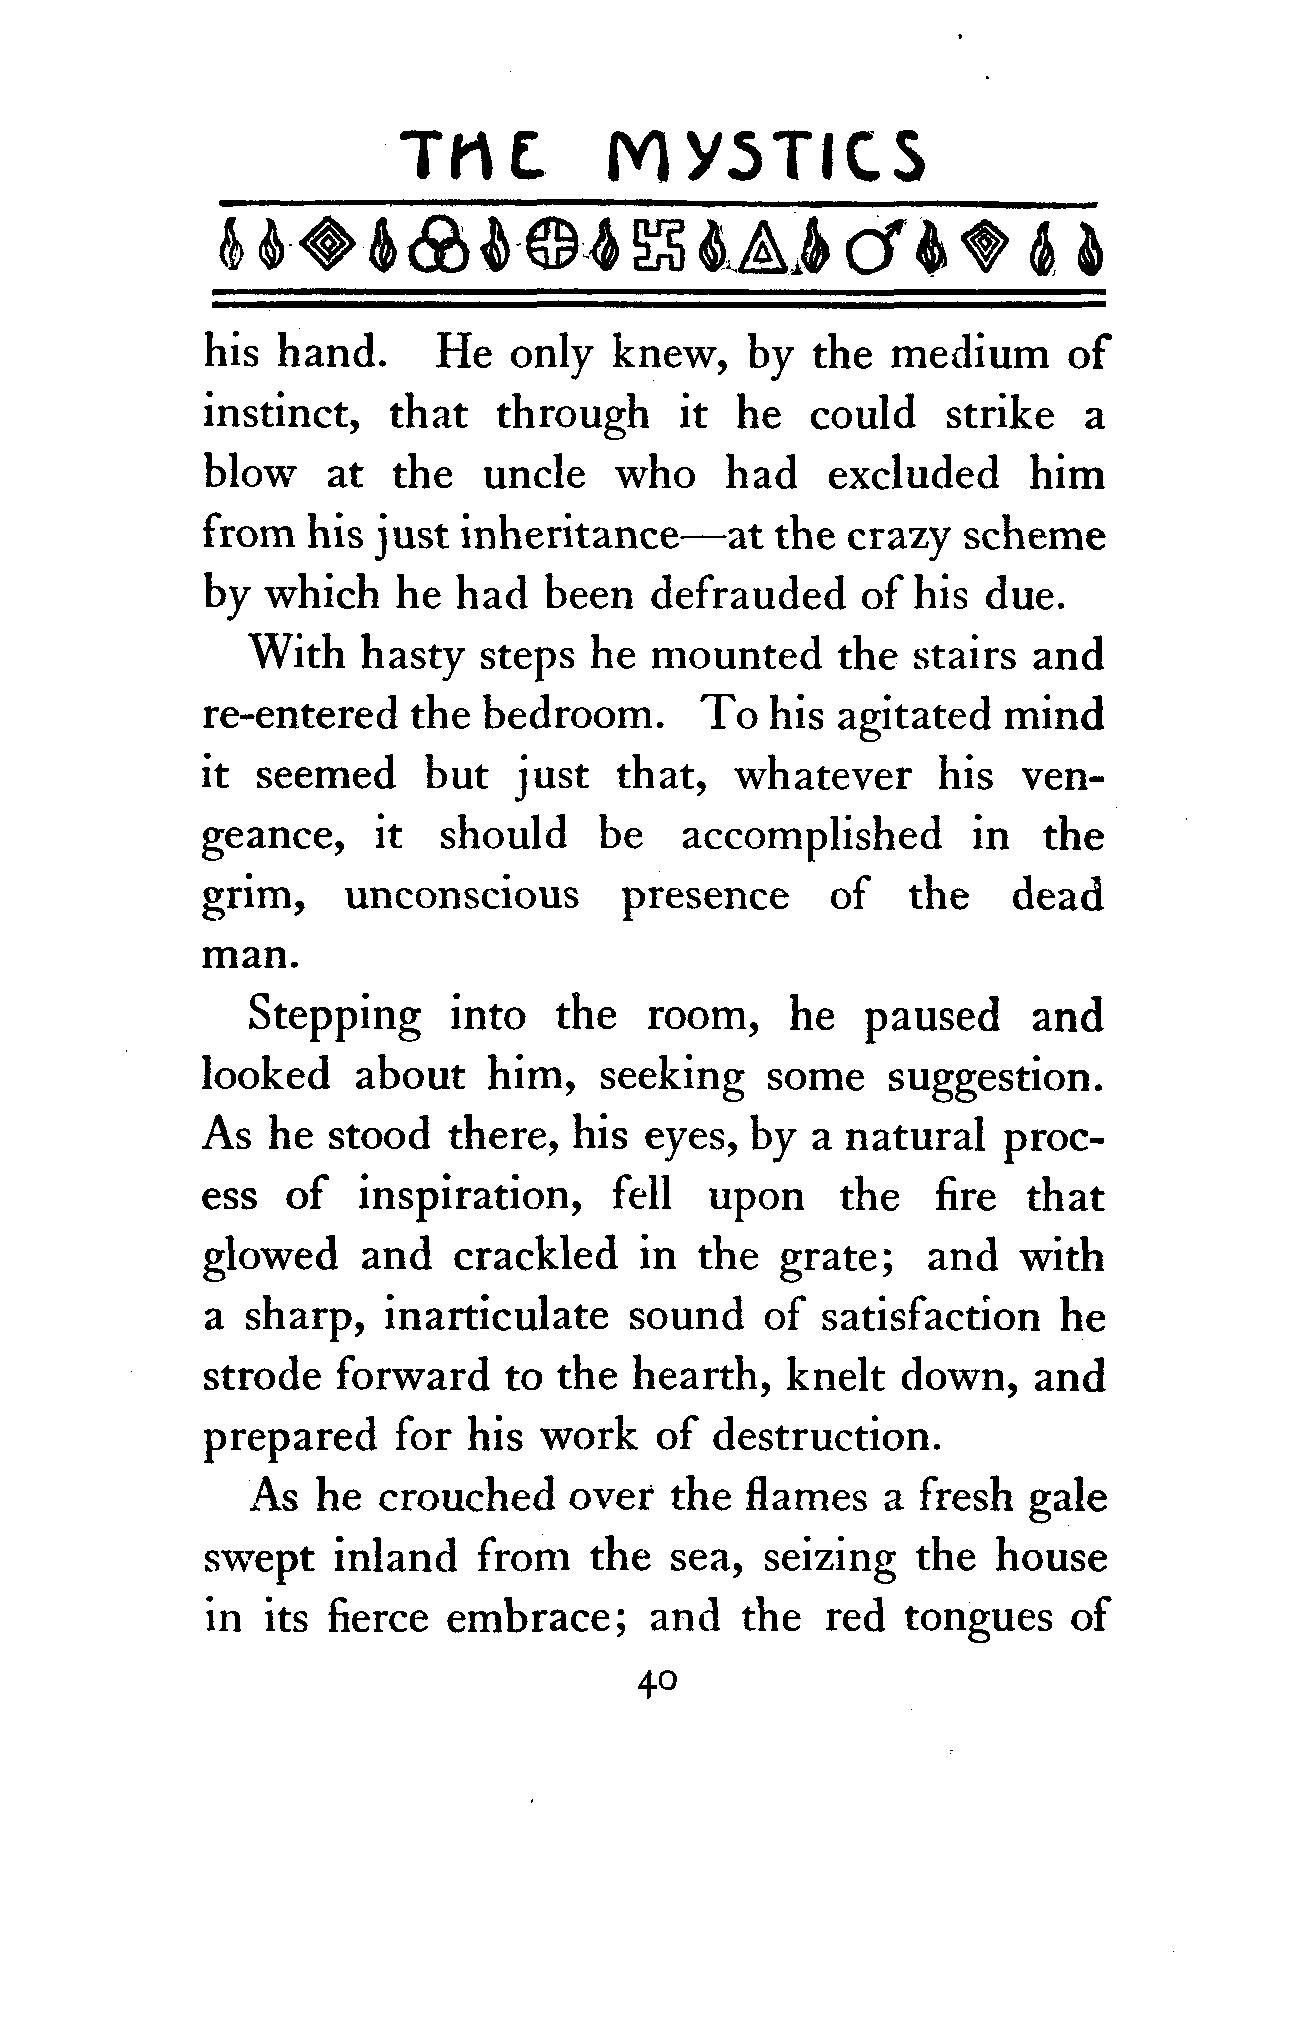 THE MYSTICS
his hand. He only knew, by the medium of
instinct, that through it he could strike a
blow at the uncle who had excluded him
from his just inheritance—at the crazy scheme
by which he had been defrauded of his due.
With hasty steps he mounted the stairs and
re-entered the bedroom. To his agitated mind
it seemed but just that, whatever his ven-
geance, it should be accomplished in the
grim, unconscious presence of the dead
man.
Stepping into the room, he paused and
looked about him, seeking some suggestion.
As he stood there, his eyes, by a natural proc-
ess of inspiration, fell upon the fire that
glowed and crackled in the grate; and with
a sharp, inarticulate sound of satisfaction he
strode forward to the hearth, knelt down, and
prepared for his work of destruction.
As he crouched over the flames a fresh gale
swept inland from the sea, seizing the house
in its fierce embrace; and the red tongues of
40